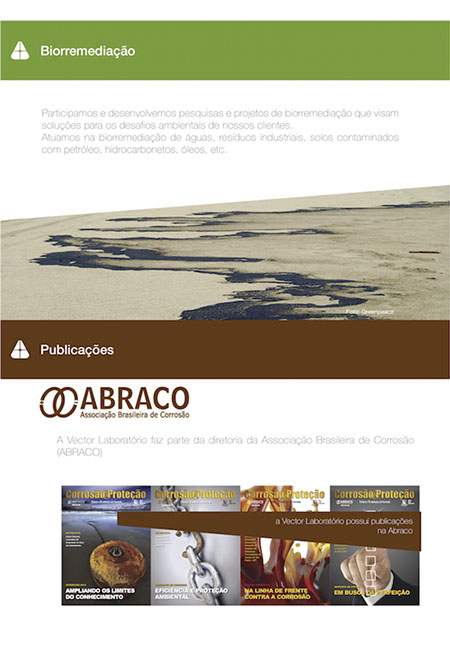 Biorremediação
Participamos e desenvolvemos pesquisas e projetos de biorremediação que visam
soluções para os desafios ambientais de nossos clientes.
Atuamos na biorremediação de águas, resíduos industriais, solos contaminados
com petróleo, hidrocarbonetos, óleos, etc.
Foto: Greenpeace
Publicações
ABRACO
Associação Brasileira de Corrosão
A Vector Laboratório faz parte da diretoria da Associação Brasileira de Corrosão
(ABRACO)
Corrosão Proteção
Corrosão Proteção
Corrosão Proteção
Corrosão Proteção
a Vector Laboratório possui publicações
na Abraco
AMPLIANDO OS LIMITES
DO CONHECIMENTO
EFICIÊNCIA E PROTEÇÃO
AMBIENTAL
NA LINHA DE FRENTE
CONTRA A CORROSÃO
EM BUSCA DA PERFEIÇÃO